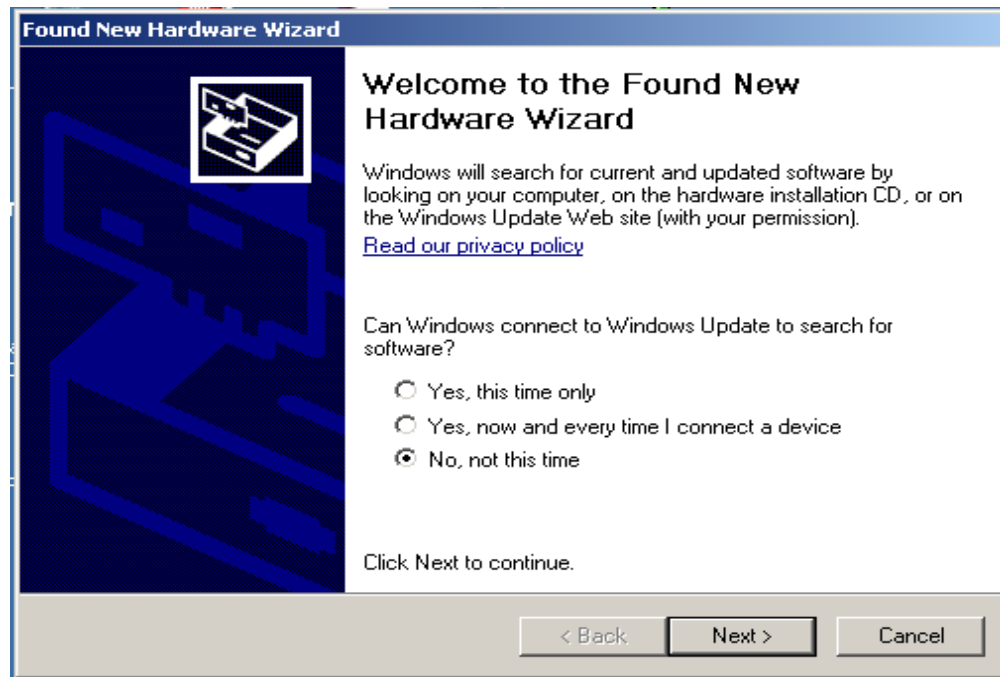 Found New Hardware Wizard
Welcome to the Found New
Hardware Wizard
Windows will search for current and updated software by
looking on your computer, on the hardware installation CD, or on
the Windows Update Web site (with your permission).
Read our privacy policy
Can Windows connect to Windows Update to search for
software?
Yes, this time only
Yes, now and every time I connect a device
No, not this time
Click Next to continue.
< Back
Next >
Cancel